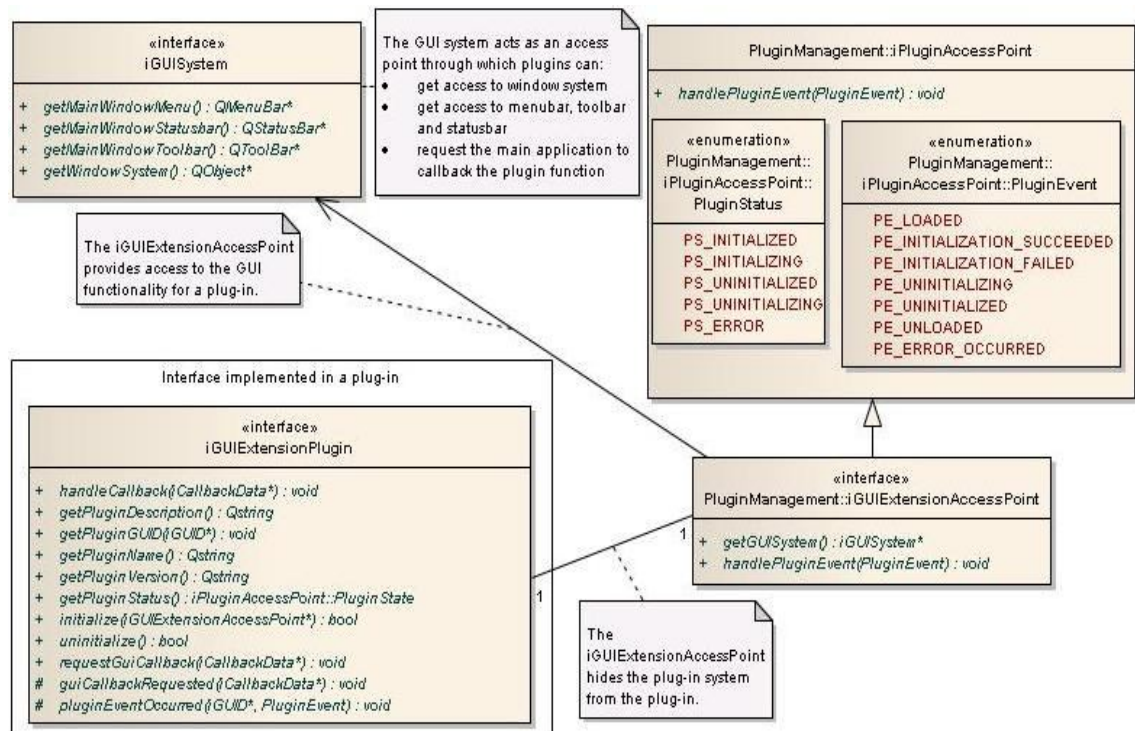 «interface»
iGUISystem
+ getMainWindowMenu() : QMenuBar*
+ getMainWindowStatusbar() : QStatusBar*
+ getMainWindowToolbar() : QToolBar*
+ getWindowSystem() : QObject*
The GUI system acts as an access
point through which plugins can:
• get access to window system
• get access to menubar, toolbar
and statusbar
• request the main application to
callback the plugin function
PluginManagement::iPluginAccessPoint
+ handlePluginEvent(PluginEvent) : void
«enumeration»
PluginManagement::
iPluginAccessPoint::
PluginStatus
PS_INITIALIZED
PS_INITIALIZING
PS_UNINITIALIZED
PS_UNINITIALIZING
PS_ERROR
«enumeration»
PluginManagement::
iPluginAccessPoint::PluginEvent
PE_LOADED
PE_INITIALIZATION_SUCCEEDED
PE_INITIALIZATION_FAILED
PE_UNINITIALIZING
PE_UNINITIALIZED
PE_UNLOADED
PE_ERROR_OCCURRED
The iGUIExtensionAccessPoint
provides access to the GUI
functionality for a plug-in.
Interface implemented in a plug-in
«interface»
iGUIExtensionPlugin
+ handleCallback(iCallbackData*) : void
+ getPluginDescription() : Qstring
+ getPluginGUID(iGUID*) : void
+ getPluginName() : Qstring
+ getPluginVersion() : Qstring
+ getPluginStatus() : iPluginAccessPoint::PluginState
+ initialize(iGUIExtensionAccessPoint*) : bool
+ uninitialize() : bool
+ requestGuiCallback(iCallbackData*) : void
# guiCallbackRequested(iCallbackData*) : void
# pluginEventOccurred(iGUID*, PluginEvent) : void
«interface»
PluginManagement::iGUIExtensionAccessPoint
+ getGUISystem() : iGUISystem*
+ handlePluginEvent(PluginEvent) : void
1
1
The
iGUIExtensionAccessPoint
hides the plug-in system
from the plug-in.